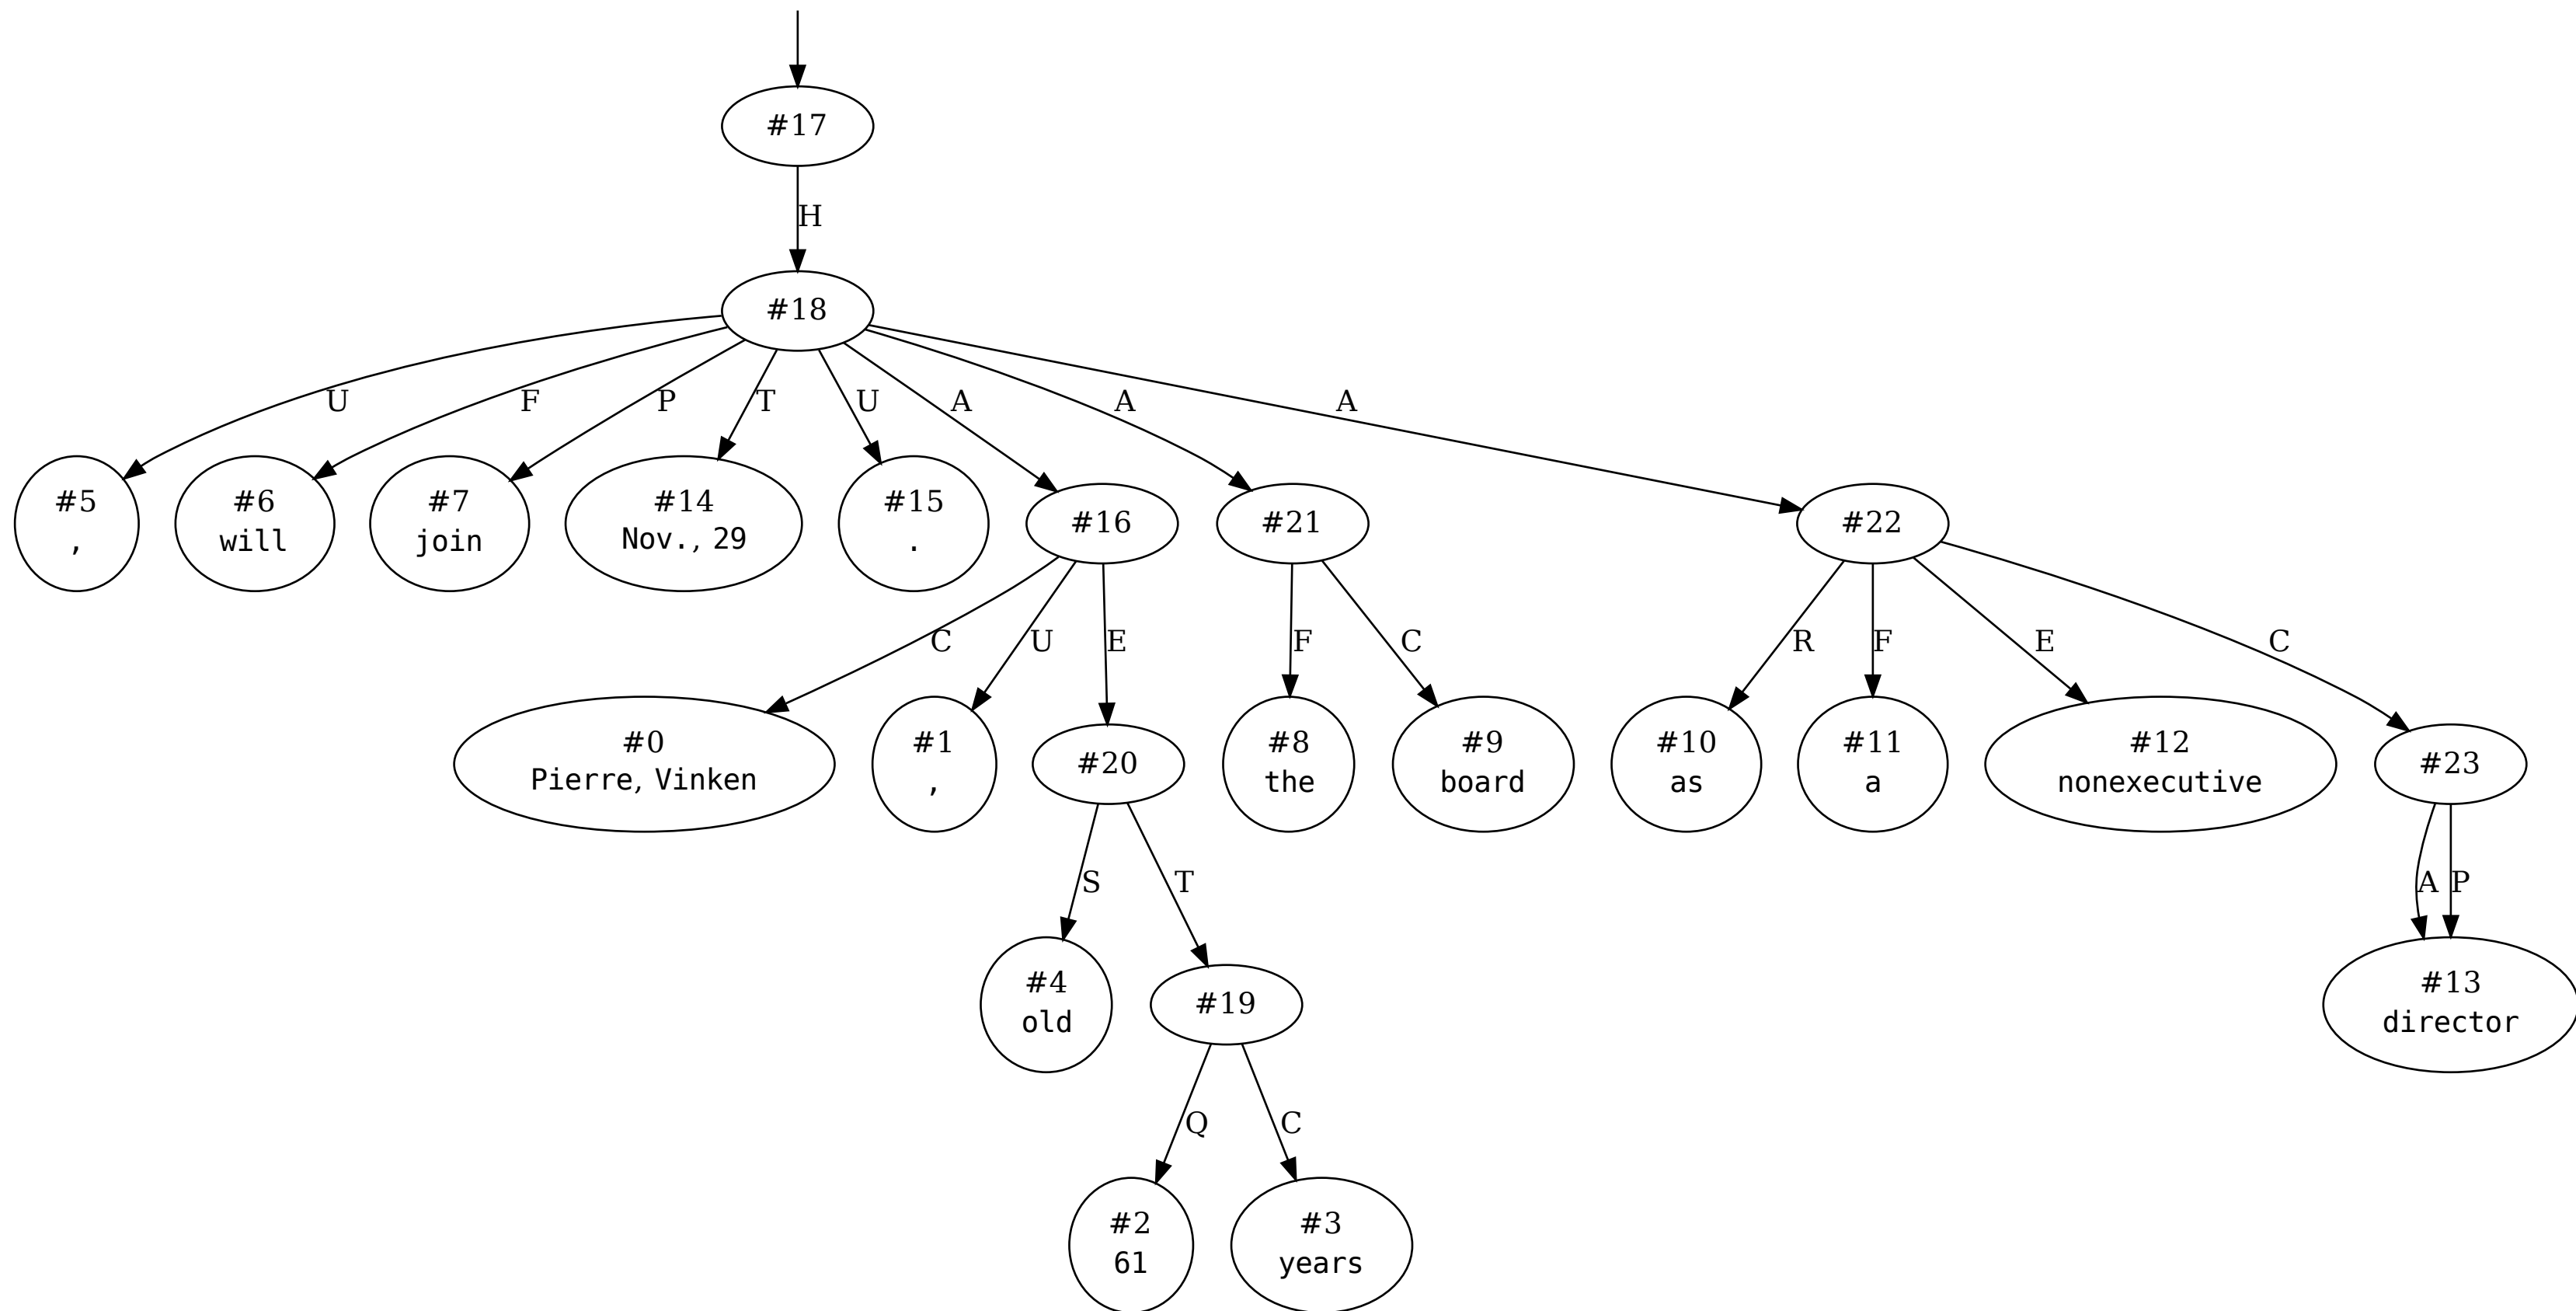 #17
H
#18
U
F
P
T
U
A
A
A
#5
,
#6
will
#7
join
#14
Nov., 29
#15
.
#16
#21
#22
C
U
E
F
C
R
F
E
C
#0
Pierre, Vinken
#1
,
#20
#8
the
#9
board
#10
as
#11
a
#12
nonexecutive
#23
S
T
A
P
#4
old
#19
#13
director
Q
C
#2
61
#3
years